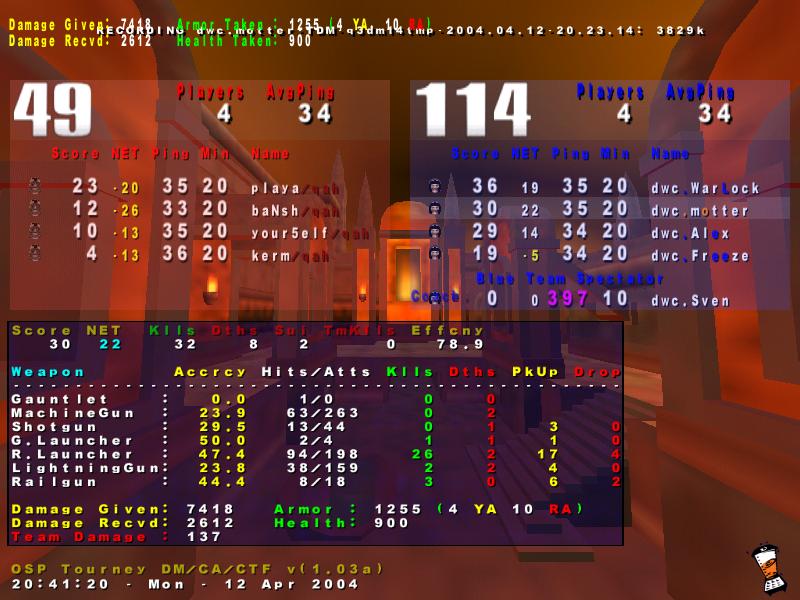 Damage Given: 7418 Armor Taken : 1255 (4 YA, 10 RA)
RECORDING dwc.motter-TDM-q3dm14tmp-2004.04.12-20.23.14: 3829k
Damage Recvd: 2612 Health Taken: 900
49 Players AvgPing
4 34
114 Players AvgPing
4 34
Score NET Ping Min Name
23 -20 35 20 playa/qah
12 -26 33 20 baNsh/qah
10 -13 35 20 your5elf/qah
4 -13 36 20 kerm/qah
Score NET Ping Min Name
36 19 35 20 dwc.WarLock
30 22 35 20 dwc.motter
29 14 34 20 dwc.Alex
19 -5 34 20 dwc.Freeze
Blue Team Spectator
0 0 397 10 dwc.Sven
Score NET Klls Dths Sui TmKlls Effcny
30 22 32 8 2 0 78.9
Weapon Accrcy Hits/Atts Klls Dths PkUp Drop
Gauntlet : 0.0 1/0 0 0
MachineGun : 23.9 63/263 0 2
Shotgun : 29.5 13/44 0 1 3 0
G.Launcher : 50.0 2/4 1 1 1 0
R.Launcher : 47.4 94/198 26 2 17 4
LightningGun: 23.8 38/159 2 2 4 0
Railgun : 44.4 8/18 3 0 6 2
Damage Given: 7418 Armor : 1255 (4 YA 10 RA)
Damage Recvd: 2612 Health: 900
Team Damage : 137
OSP Tourney DM/CA/CTF v(1.03a)
20:41:20 - Mon - 12 Apr 2004